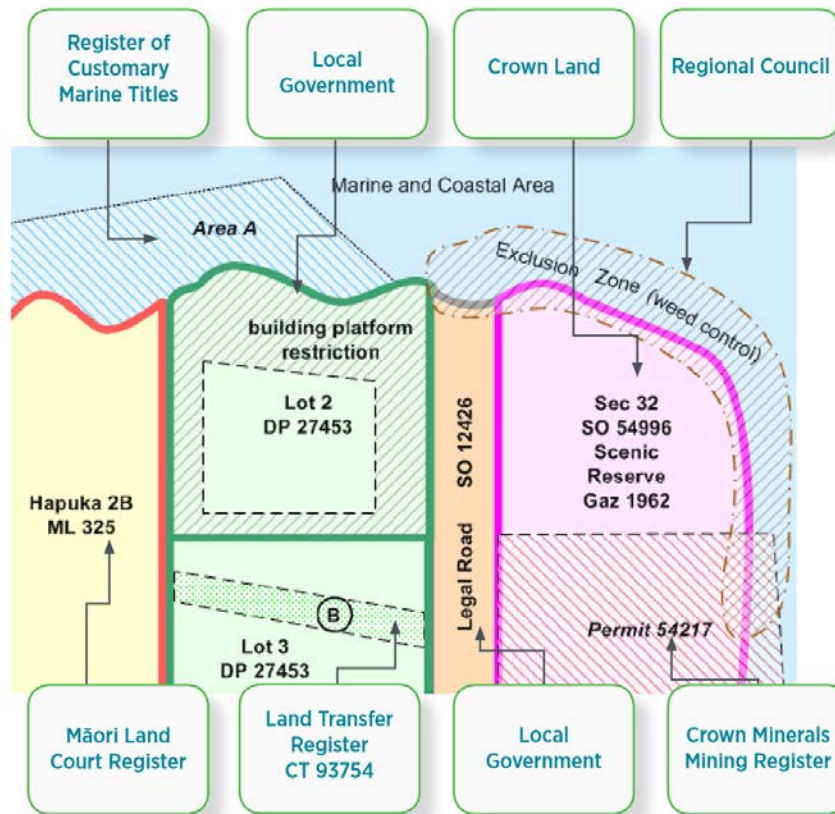 Register of
Customary
Marine Titles
Local
Government
Crown Land
Regional Council
Marine and Coastal Area
Area A
Exclusion Zone (weed control)
building platform
restriction
Lot 2
DP 27453
SO 12426
Sec 32
SO 54996
Scenic
Reserve
Gaz 1962
Hapuka 2B
ML 325
B
Legal Road
Permit 54217
Lot 3
DP 27453
Māori Land
Court Register
Land Transfer
Register
CT 93754
Local
Government
Crown Minerals
Mining Register